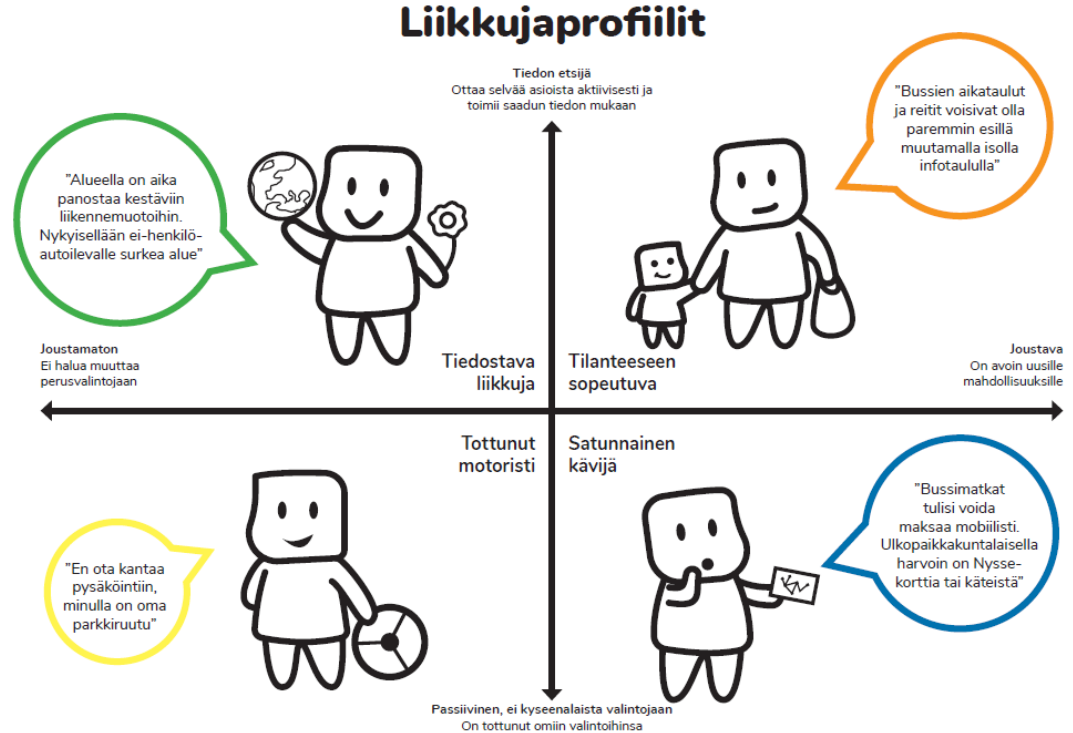 Liikkujaprofiilit
Tiedon etsijä
Ottaa selvää asioista aktiivisesti ja
toimii saadun tiedon mukaan
"Alueella on aika
panostaa kestäviin
liikennemuotoihin.
Nykyisellään ei-henkilö-
autoilevalle surkea alue"
"Bussien aikataulut
ja reitit voisivat olla
paremmin esillä
muutamalla isolla
infotaululla"
Joustamaton
Ei halua muuttaa
perusvalintojaan
Tiedostava
liikkuja
Tilanteeseen
sopeutuva
Joustava
On avoin uusille
mahdollisuuksille
Tottunut
motoristi
Satunnainen
kävijä
"En ota kantaa
pysäköintiin,
minulla on oma
parkkiruutu"
"Bussimatkat
tulisi voida
maksaa mobiilisti.
Ulkopaikkakuntalaisella
harvoin on Nysse-
korttia tai käteistä"
Passiivinen, ei kyseenalaista valintojaan
On tottunut omiin valintoihinsa